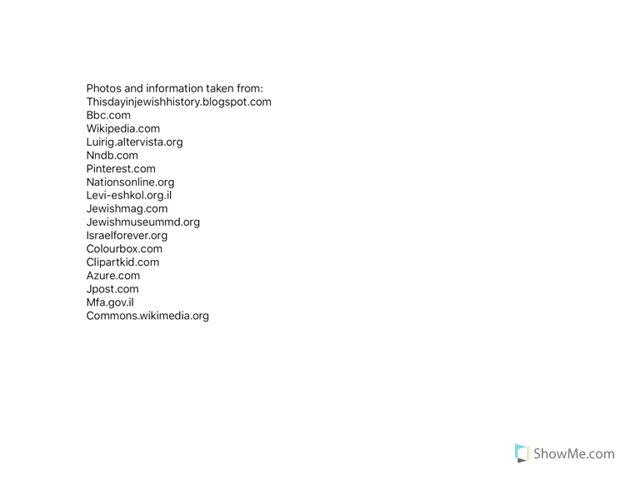 Photos and information taken from:
Thisdayinjewishhistory.blogspot.com
Bbc.com
Wikipedia.com
Luirig.altervista.org
Nndb.com
Pinterest.com
Nationsonline.org
Levi-eshkol.org.il
Jewishmag.com
Jewishmuseummd.org
Israelforever.org
Colourbox.com
Clipartkid.com
Azure.com
Jpost.com
Mfa.gov.il
Commons.wikimedia.org
ShowMe.com